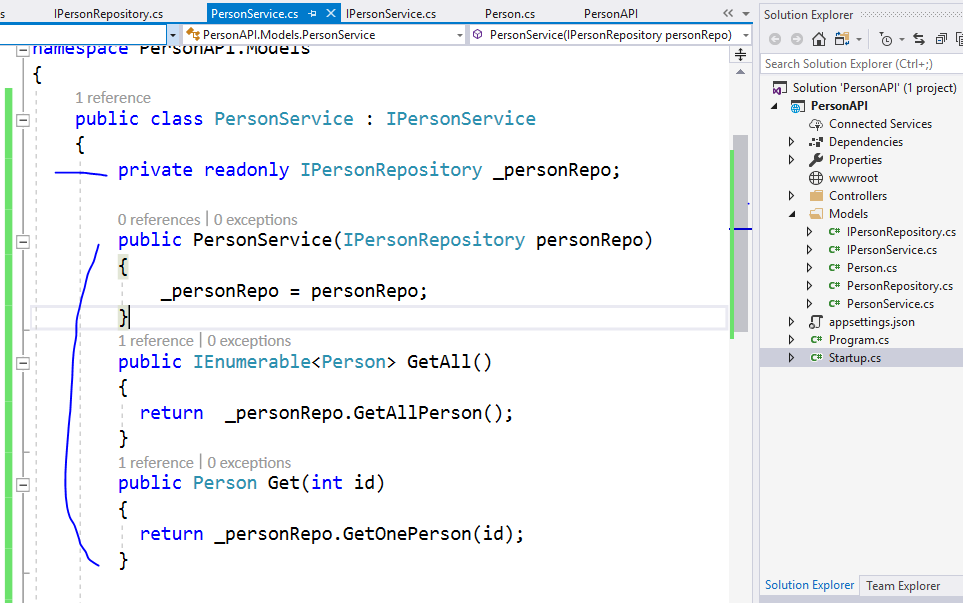 s IPersonRepository.cs PersonService.cs IPersonService.cs Person.cs PersonAPI
PersonAPI.Models.PersonService PersonService(IPersonRepository personRepo)
namespace PersonAPI.Models
{
1 reference
public class PersonService : IPersonService
{
private readonly IPersonRepository _personRepo;
0 references | 0 exceptions
public PersonService(IPersonRepository personRepo)
{
_personRepo = personRepo;
}
1 reference | 0 exceptions
public IEnumerable<Person> GetAll()
{
return _personRepo.GetAllPerson();
}
1 reference | 0 exceptions
public Person Get(int id)
{
return _personRepo.GetOnePerson(id);
}
Solution Explorer
Search Solution Explorer (Ctrl+;)
Solution 'PersonAPI' (1 project)
PersonAPI
Connected Services
Dependencies
Properties
wwwroot
Controllers
Models
C# IPersonRepository.cs
C# IPersonService.cs
C# Person.cs
C# PersonRepository.cs
C# PersonService.cs
appsettings.json
C# Program.cs
C# Startup.cs
Solution Explorer Team Explorer